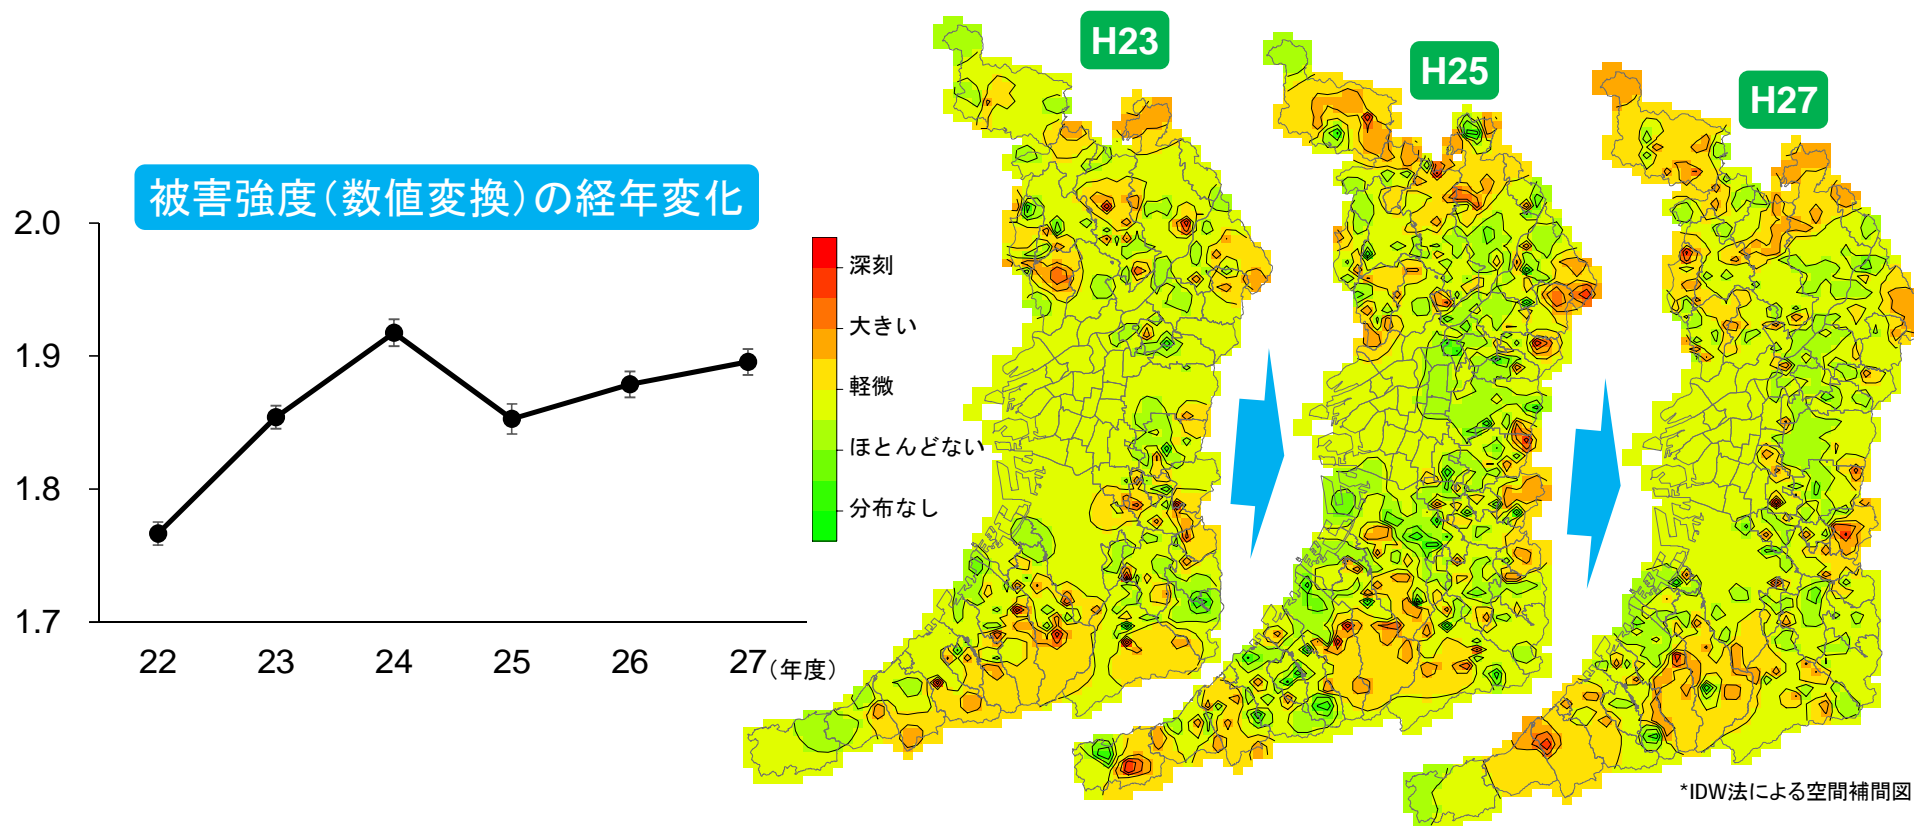 被害強度（数値変換）の経年変化
2.0
1.9
1.8
1.7
22 23 24 25 26 27（年度）
深刻
大きい
軽微
ほとんどない
分布なし
H23
H25
H27
*IDW法による空間補間図